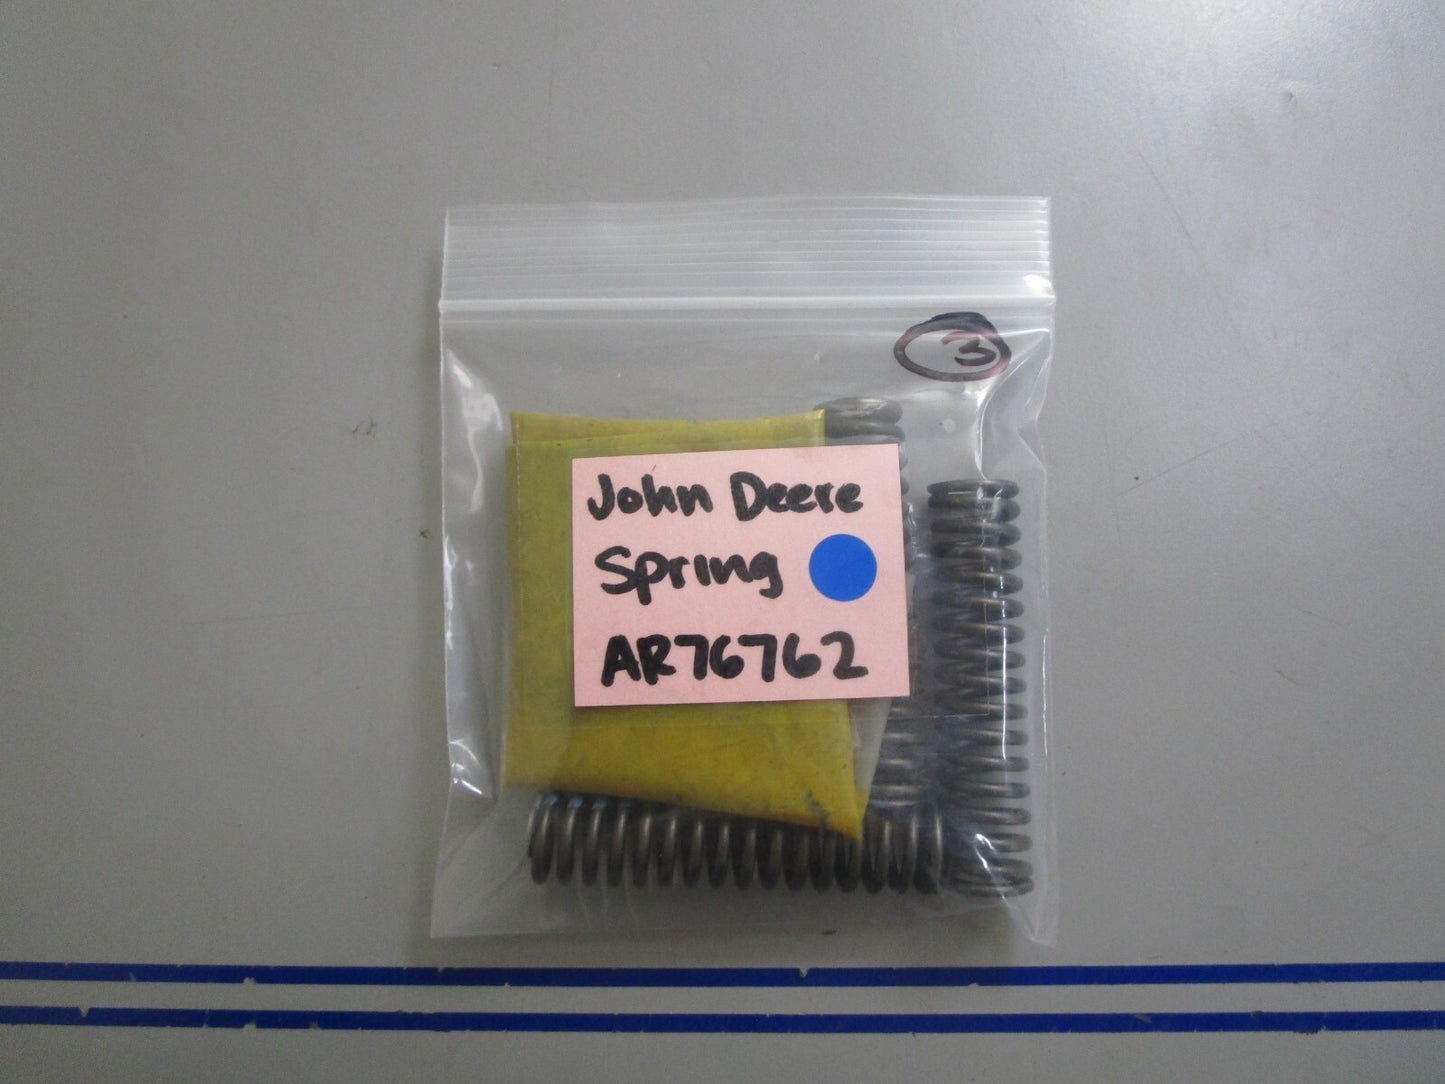 3
John Deere
Spring
AR76762